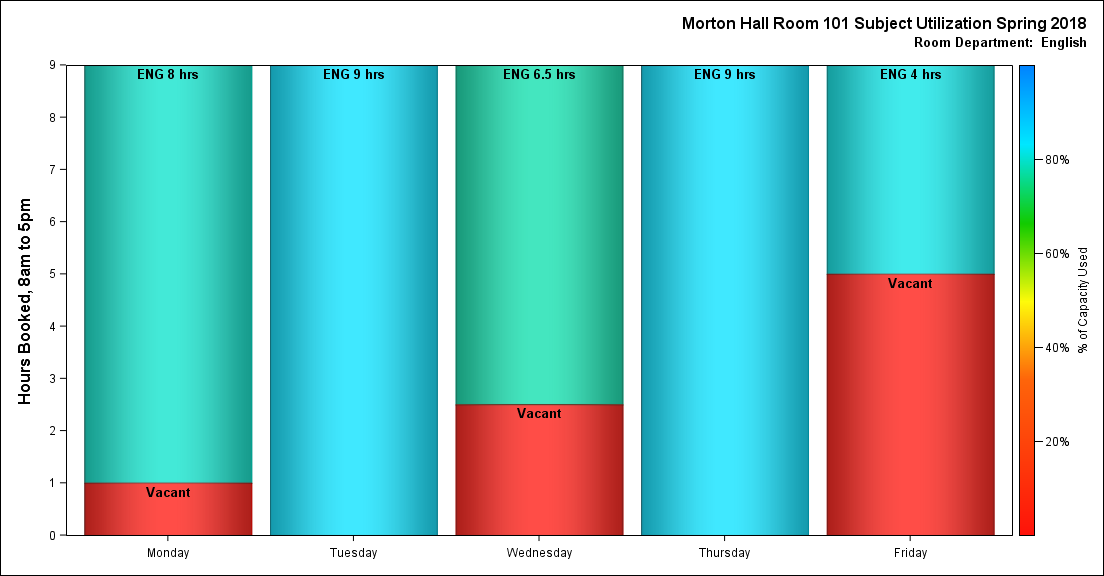 Morton Hall Room 101 Subject Utilization Spring 2018
Room Department: English
Hours Booked, 8am to 5pm
9
8
7
6
5
4
3
2
1
0
ENG 8 hrs
ENG 9 hrs
ENG 6.5 hrs
ENG 9 hrs
ENG 4 hrs
Vacant
Vacant
Vacant
Monday
Tuesday
Wednesday
Thursday
Friday
80%
60%
40%
20%
% of Capacity Used